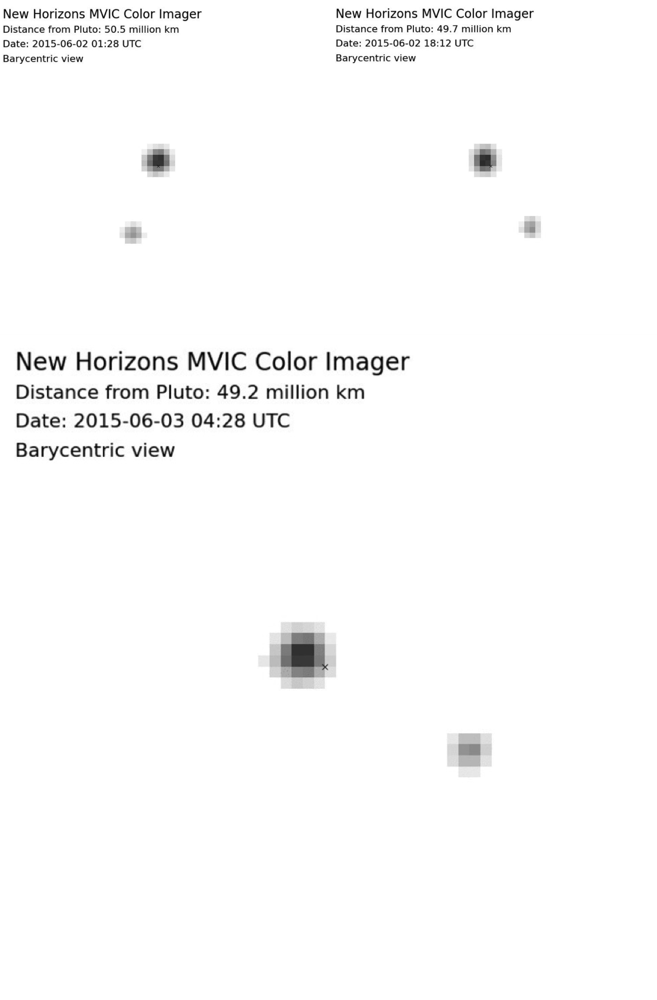 New Horizons MVIC Color Imager
Distance from Pluto: 50.5 million km
Date: 2015-06-02 01:28 UTC
Barycentric view
New Horizons MVIC Color Imager
Distance from Pluto: 49.7 million km
Date: 2015-06-02 18:12 UTC
Barycentric view
New Horizons MVIC Color Imager
Distance from Pluto: 49.2 million km
Date: 2015-06-03 04:28 UTC
Barycentric view